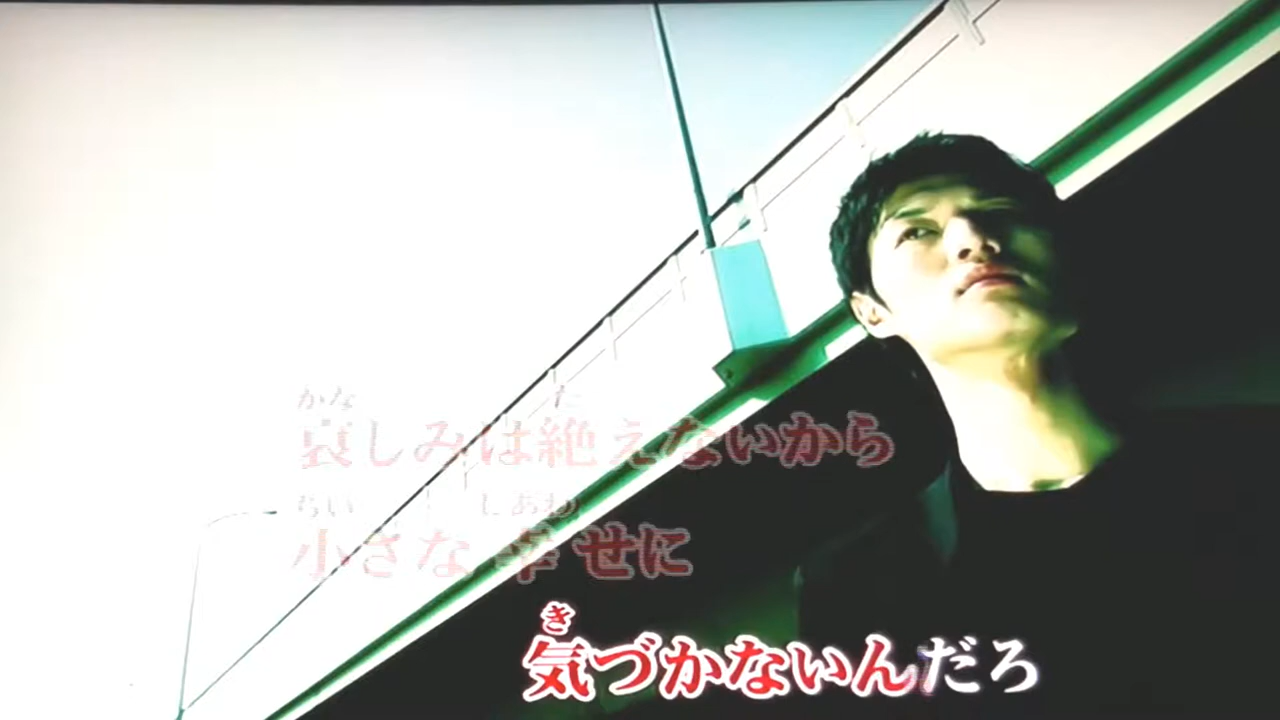 かな た
哀しみは絶えないから
ちい しあわ
小さな幸せに
き
気づかないんだろ